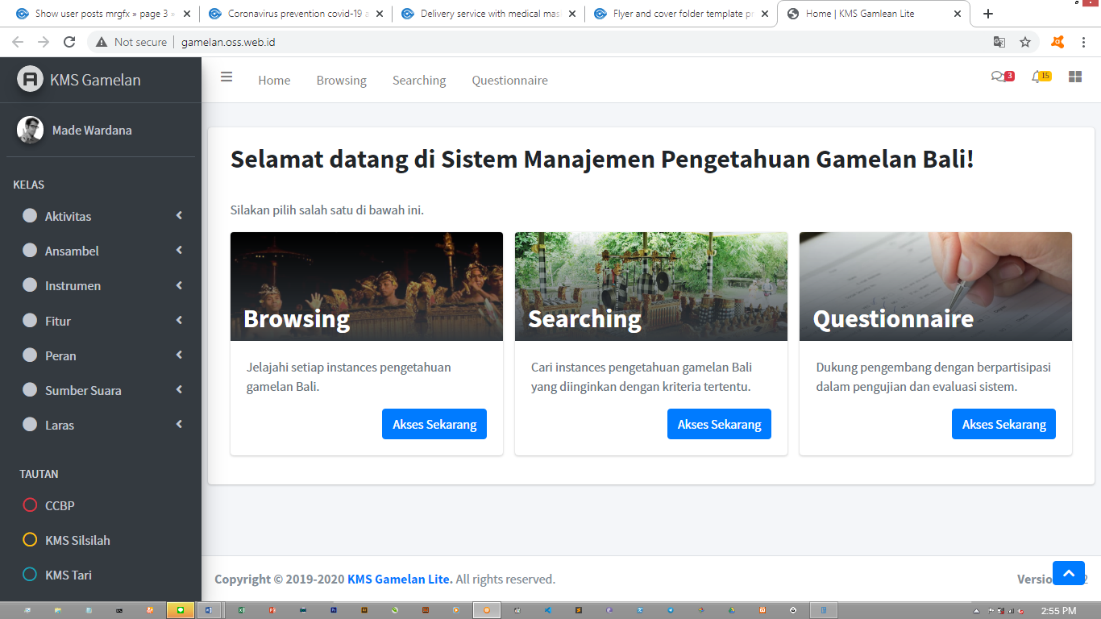 Show user posts mrgfx » page 3 »
Coronavirus prevention covid-19 a
Delivery service with medical mas
Flyer and cover folder template p
Home | KMS Gamlean Lite
Not secure
gamelan.oss.web.id
KMS Gamelan
Home
Browsing
Searching
Questionnaire
3
15
Made Wardana
Selamat datang di Sistem Manajemen Pengetahuan Gamelan Bali!
KELAS
Silakan pilih salah satu di bawah ini.
Aktivitas
Ansambel
Instrumen
Fitur
Peran
Sumber Suara
Laras
Browsing
Jelajahi setiap instances pengetahuan
gamelan Bali.
Akses Sekarang
Searching
Cari instances pengetahuan gamelan Bali
yang diinginkan dengan kriteria tertentu.
Akses Sekarang
Questionnaire
Dukung pengembang dengan berpartisipasi
dalam pengujian dan evaluasi sistem.
Akses Sekarang
TAUTAN
CCBP
KMS Silsilah
KMS Tari
Copyright © 2019-2020 KMS Gamelan Lite. All rights reserved.
2:55 PM